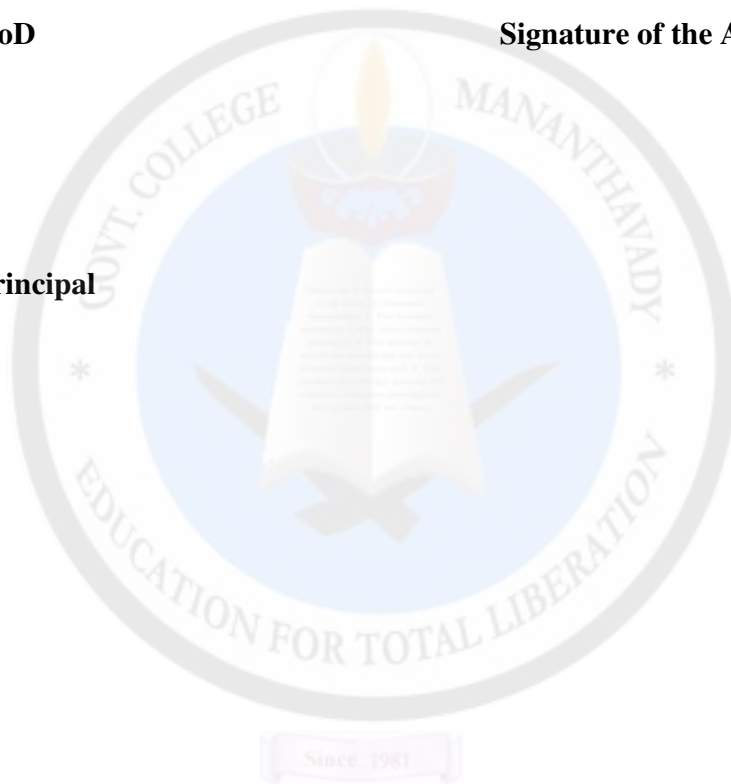 oD
Signature of the A
GOVT. COLLEGE MANANTHAVADY
rincipal
* *
EDUCATION FOR TOTAL LIBERATION
Since 1981